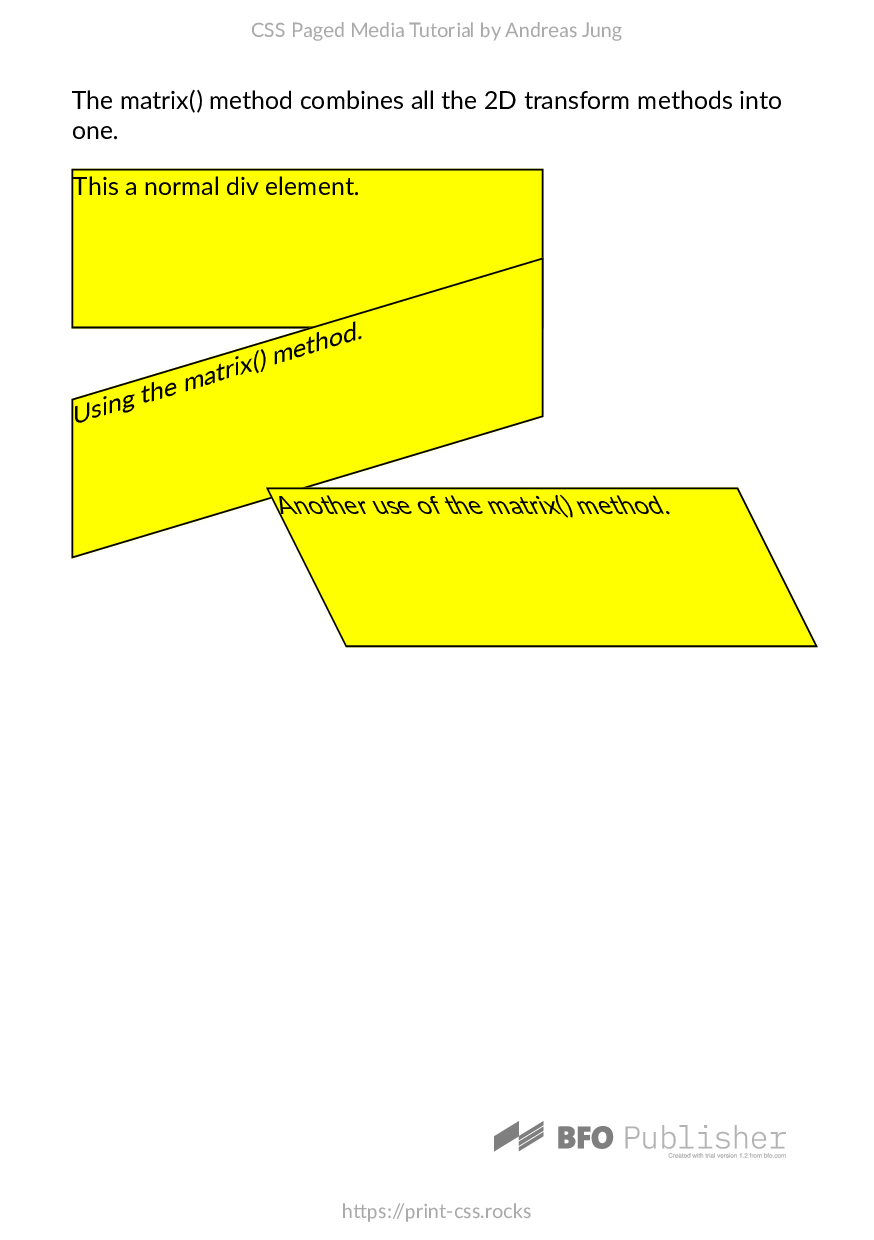 CSS Paged Media Tutorial by Andreas Jung
The matrix() method combines all the 2D transform methods into
one.
This a normal div element.
Using the matrix() method.
Another use of the matrix() method.
BFO Publisher
Created with trial version 1.2 from bfo.com
https://print-css.rocks